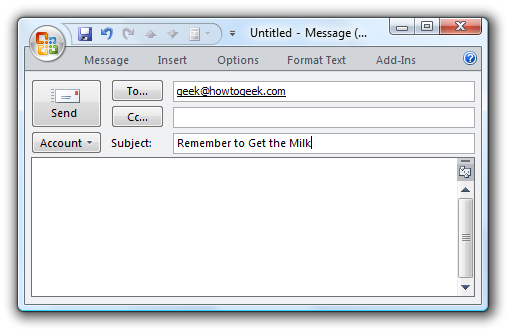 Untitled - Message (...
Message Insert Options Format Text Add-Ins
Send
To... geek@howtogeek.com
Cc...
Account Subject: Remember to Get the Milk